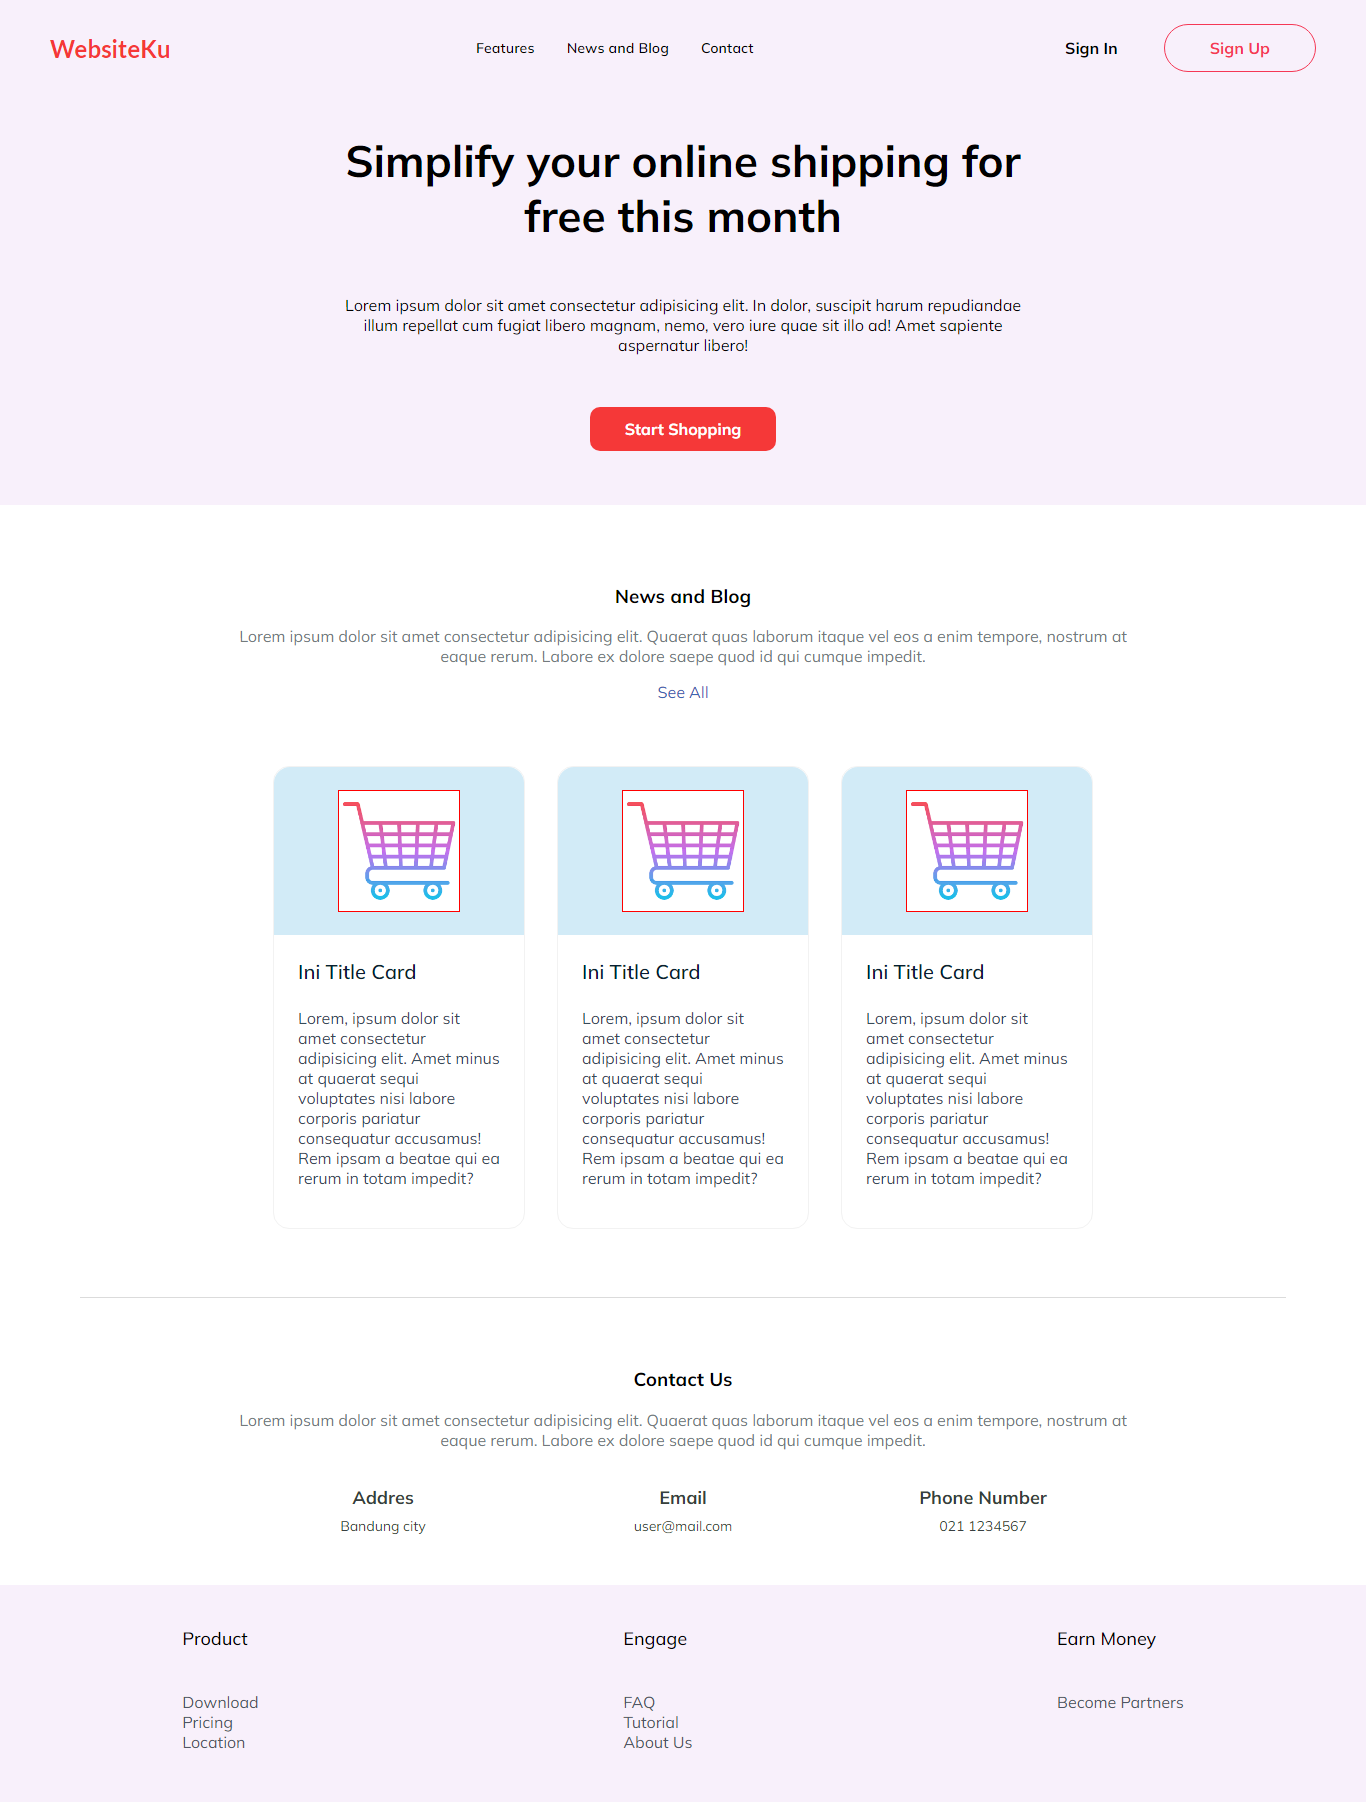 WebsiteKu
Features
News and Blog
Contact
Sign In
Sign Up
Simplify your online shipping for
free this month
Lorem ipsum dolor sit amet consectetur adipisicing elit. In dolor, suscipit harum repudiandae
illum repellat cum fugiat libero magnam, nemo, vero iure quae sit illo ad! Amet sapiente
aspernatur libero!
Start Shopping
News and Blog
Lorem ipsum dolor sit amet consectetur adipisicing elit. Quaerat quas laborum itaque vel eos a enim tempore, nostrum at
eaque rerum. Labore ex dolore saepe quod id qui cumque impedit.
See All
Ini Title Card
Lorem, ipsum dolor sit
amet consectetur
adipisicing elit. Amet minus
at quaerat sequi
voluptates nisi labore
corporis pariatur
consequatur accusamus!
Rem ipsam a beatae qui ea
rerum in totam impedit?
Ini Title Card
Lorem, ipsum dolor sit
amet consectetur
adipisicing elit. Amet minus
at quaerat sequi
voluptates nisi labore
corporis pariatur
consequatur accusamus!
Rem ipsam a beatae qui ea
rerum in totam impedit?
Ini Title Card
Lorem, ipsum dolor sit
amet consectetur
adipisicing elit. Amet minus
at quaerat sequi
voluptates nisi labore
corporis pariatur
consequatur accusamus!
Rem ipsam a beatae qui ea
rerum in totam impedit?
Contact Us
Lorem ipsum dolor sit amet consectetur adipisicing elit. Quaerat quas laborum itaque vel eos a enim tempore, nostrum at
eaque rerum. Labore ex dolore saepe quod id qui cumque impedit.
Addres
Bandung city
Email
user@mail.com
Phone Number
021 1234567
Product
Download
Pricing
Location
Engage
FAQ
Tutorial
About Us
Earn Money
Become Partners